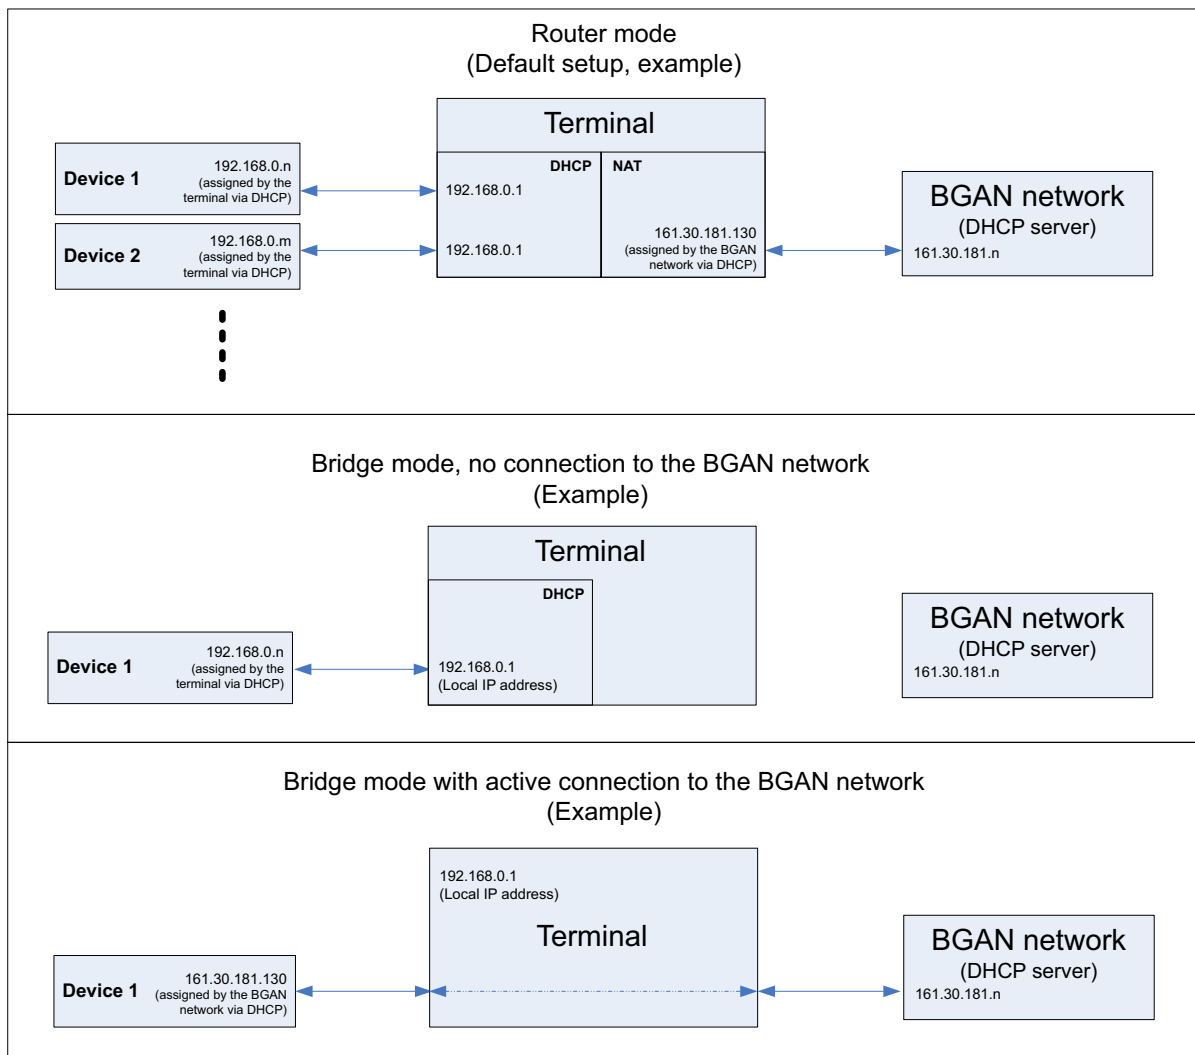 Router mode
(Default setup, example)
Terminal
DHCP
NAT
Device 1
192.168.0.n
(assigned by the
terminal via DHCP)
192.168.0.1
Device 2
192.168.0.m
(assigned by the
terminal via DHCP)
192.168.0.1
161.30.181.130
(assigned by the BGAN
network via DHCP)
BGAN network
(DHCP server)
161.30.181.n
Bridge mode, no connection to the BGAN network
(Example)
Terminal
DHCP
Device 1
192.168.0.n
(assigned by the
terminal via DHCP)
192.168.0.1
(Local IP address)
BGAN network
(DHCP server)
161.30.181.n
Bridge mode with active connection to the BGAN network
(Example)
192.168.0.1
(Local IP address)
Terminal
Device 1
161.30.181.130
(assigned by the BGAN
network via DHCP)
BGAN network
(DHCP server)
161.30.181.n